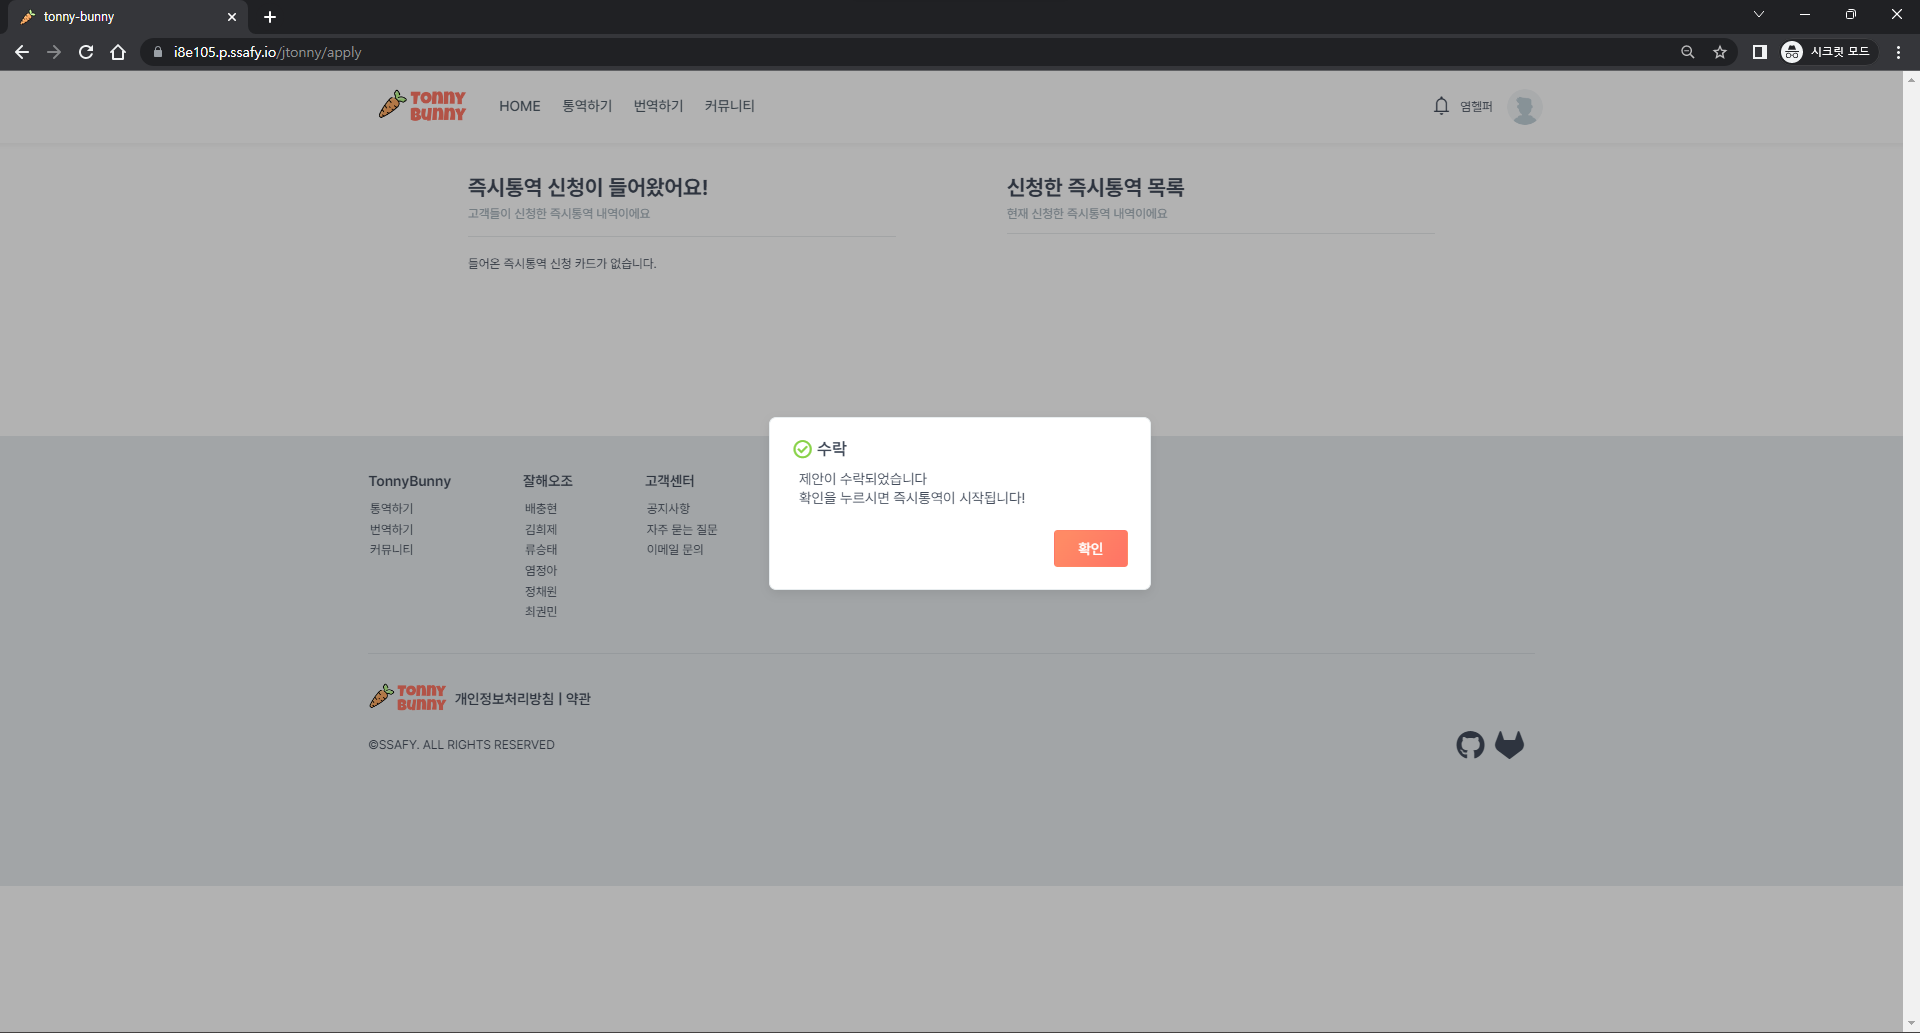 tonny-bunny
i8e105.p.ssafy.io/jtonny/apply
시크릿 모드
TONNY
BUNNY
HOME 통역하기 번역하기 커뮤니티
염헬퍼
즉시통역 신청이 들어왔어요!
고객들이 신청한 즉시통역 내역이에요
들어온 즉시통역 신청 카드가 없습니다.
신청한 즉시통역 목록
현재 신청한 즉시통역 내역이에요
수락
제안이 수락되었습니다
확인을 누르시면 즉시통역이 시작됩니다!
확인
TonnyBunny
통역하기
번역하기
커뮤니티
잘해오조
배충현
김희제
류승태
염정아
정채원
최권민
고객센터
공지사항
자주 묻는 질문
이메일 문의
TONNY
BUNNY
개인정보처리방침 | 약관
©SSAFY. ALL RIGHTS RESERVED